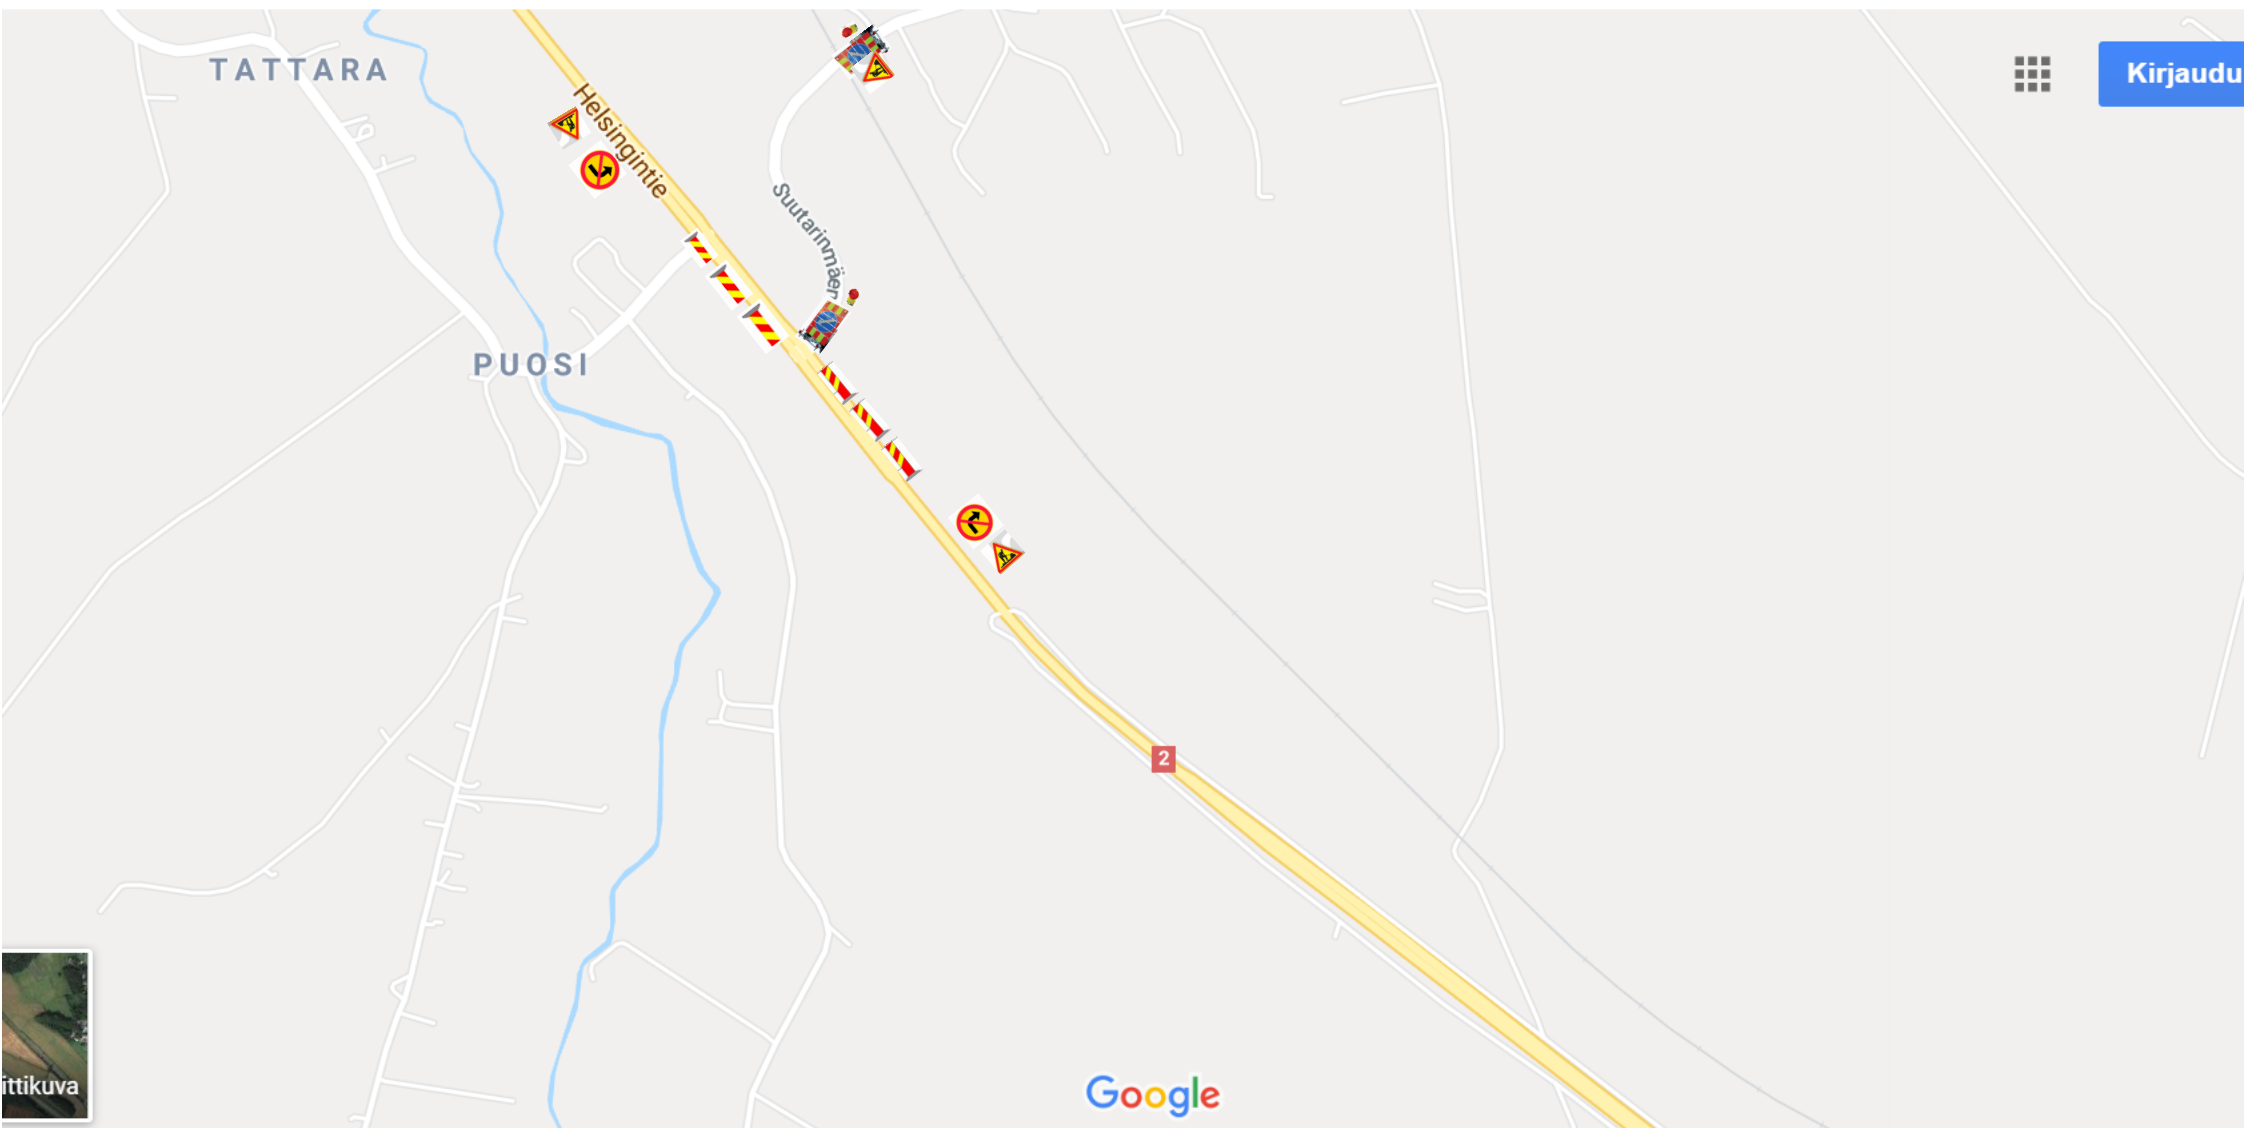 TATTARA
Kirjaudu
Helsingintie
Suutarinmäen
PUOSI
2
ittikuva
Google